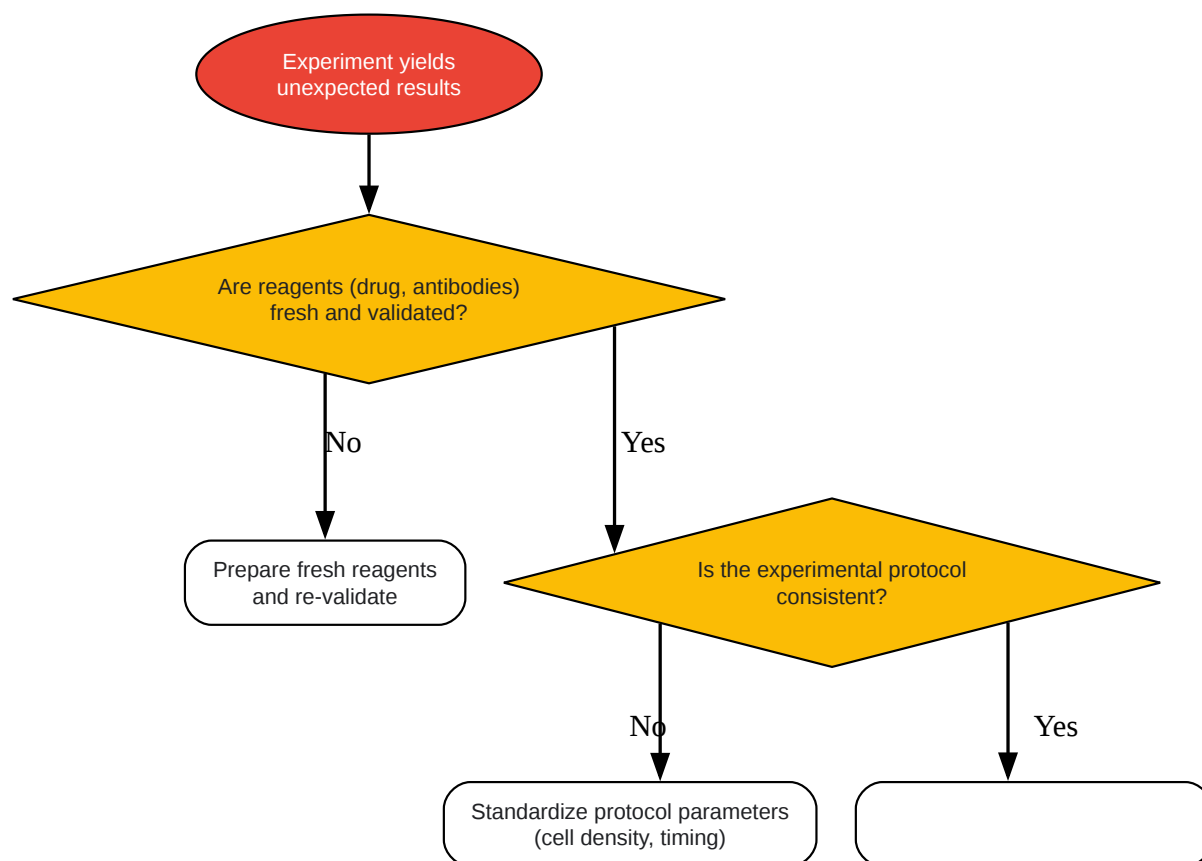 Experiment yields
unexpected results
Are reagents (drug, antibodies)
fresh and validated?
No
Yes
Prepare fresh reagents
and re-validate
Is the experimental protocol
consistent?
No
Yes
Standardize protocol parameters
(cell density, timing)